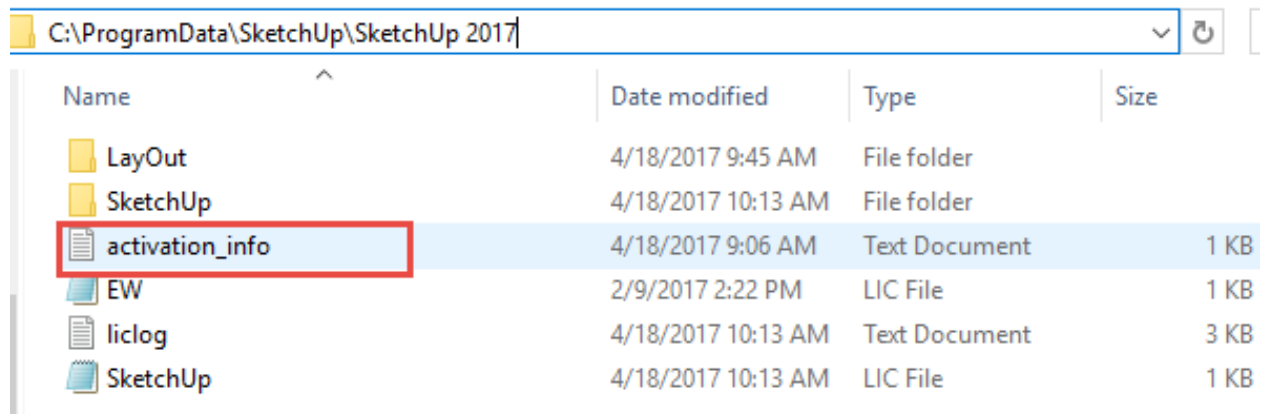 C:\ProgramData\SketchUp\SketchUp 2017
Name Date modified Type Size
LayOut 4/18/2017 9:45 AM File folder
SketchUp 4/18/2017 10:13 AM File folder
activation_info 4/18/2017 9:06 AM Text Document 1 KB
EW 2/9/2017 2:22 PM LIC File 1 KB
liclog 4/18/2017 10:13 AM Text Document 3 KB
SketchUp 4/18/2017 10:13 AM LIC File 1 KB